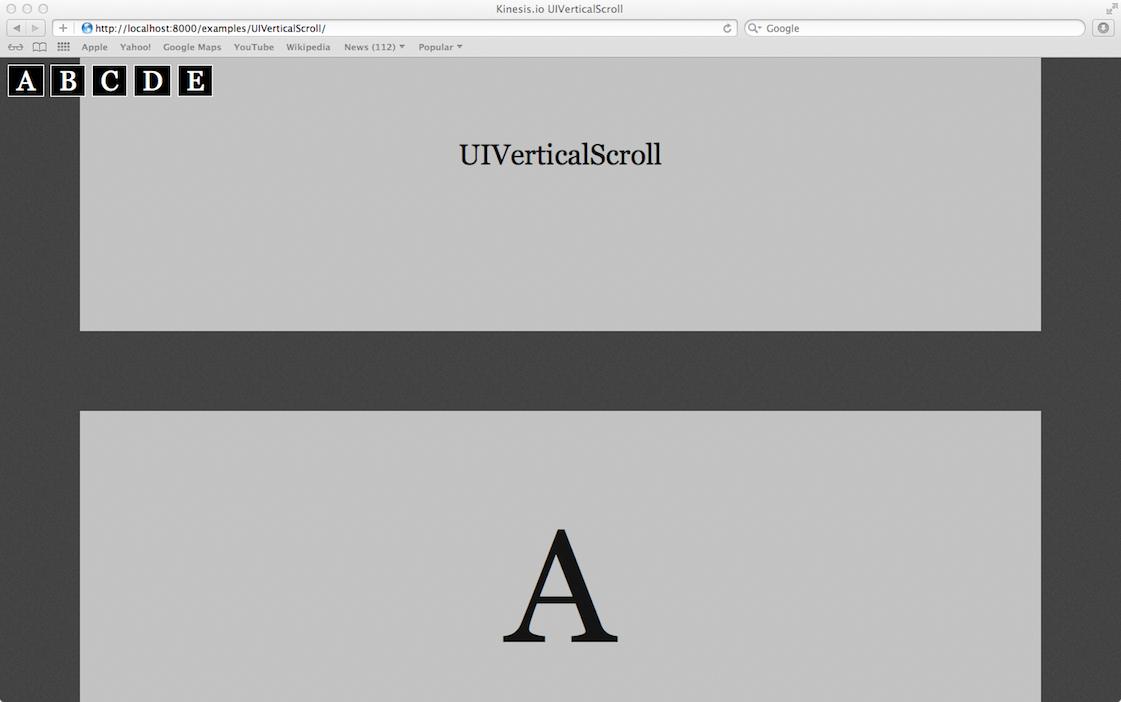 Kinesis.io UIVerticalScroll
http://localhost:8000/examples/UIVerticalScroll/
Google
Apple Yahoo! Google Maps YouTube Wikipedia News (112) Popular
A B C D E
UIVerticalScroll
A